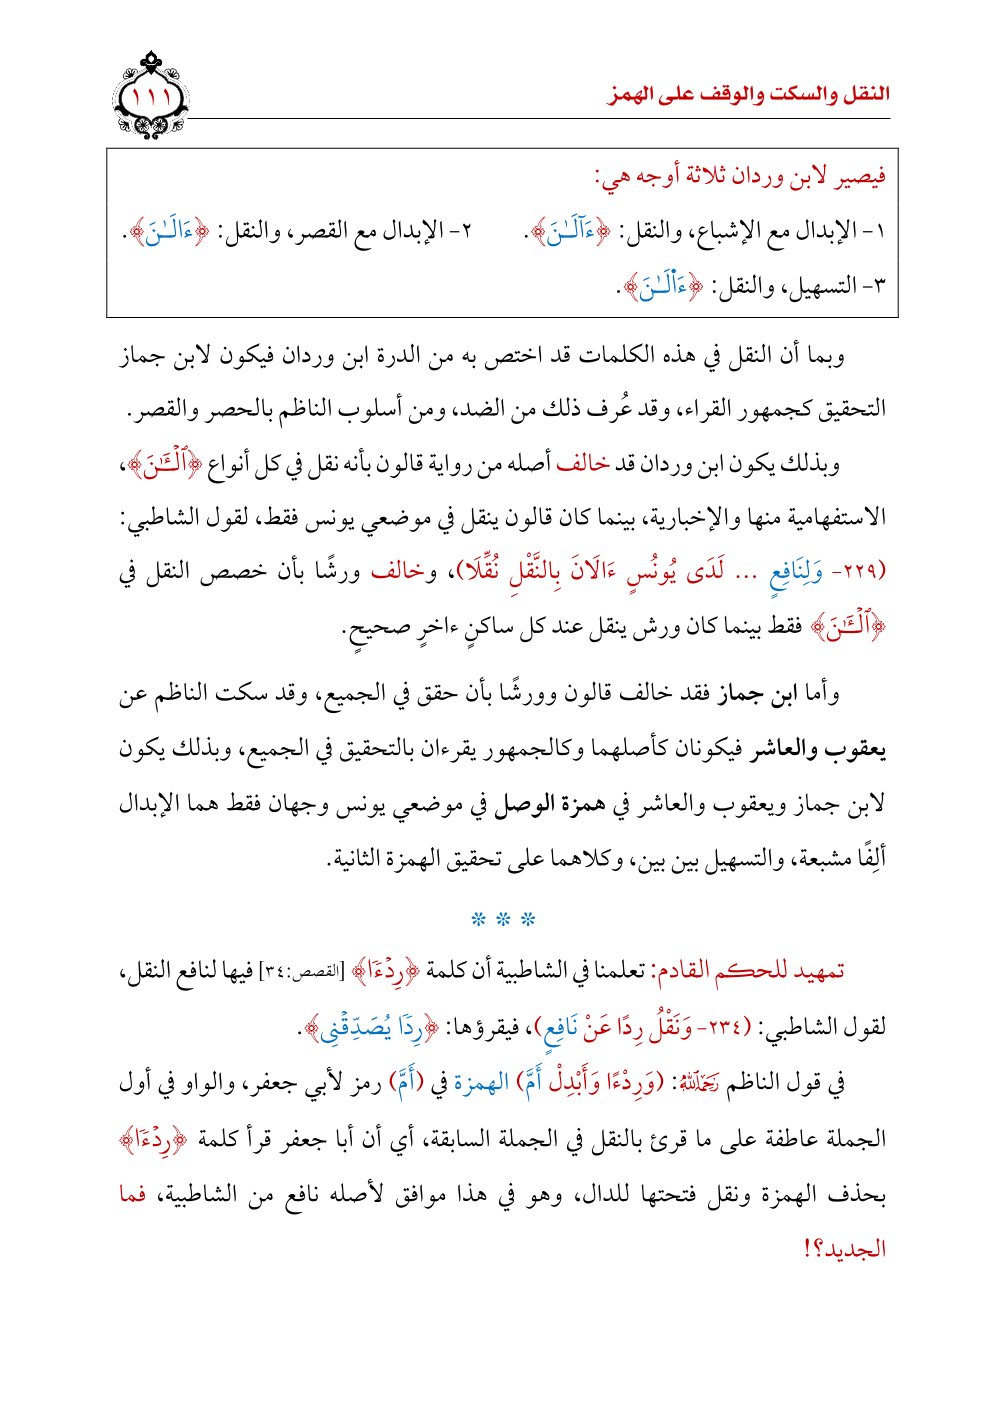 النقل والسكت والوقف على الهمز
١١١
فيصير لابن وردان ثلاثة أوجه هي:
١- الإبدال مع الإشباع، والنقل: ﴿ءَآلَـٰنَ﴾. ٢- الإبدال مع القصر، والنقل: ﴿ءَالَـٰنَ﴾.
٣- التسهيل، والنقل: ﴿ءَا۬لَـٰنَ﴾.
وبما أن النقل في هذه الكلمات قد اختص به من الدرة ابن وردان فيكون لابن جماز
التحقيق كجمهور القراء، وقد عُرف ذلك من الضد، ومن أسلوب الناظم بالحصر والقصر.
وبذلك يكون ابن وردان قد خالف أصله من رواية قالون بأنه نقل في كل أنواع ﴿ٱلْـَٰٔنَ﴾،
الاستفهامية منها والإخبارية، بينما كان قالون ينقل في موضعي يونس فقط، لقول الشاطبي:
(٢٢٩- وَلِنَافِعٍ ... لَدَى يُونُسٍ ءَالَانَ بِالنَّقْلِ نُقِّلَا)، وخالف ورشًا بأن خصص النقل في
﴿ٱلْـَٰٔنَ﴾ فقط بينما كان ورش ينقل عند كل ساكنٍ ءاخرٍ صحيحٍ.
وأما ابن جماز فقد خالف قالون وورشًا بأن حقق في الجميع، وقد سكت الناظم عن
يعقوب والعاشر فيكونان كأصلهما وكالجمهور يقرءان بالتحقيق في الجميع، وبذلك يكون
لابن جماز ويعقوب والعاشر في همزة الوصل في موضعي يونس وجهان فقط هما الإبدال
ألِفًا مشبعة، والتسهيل بين بين، وكلاهما على تحقيق الهمزة الثانية.
* * *
تمهيد للحكم القادم: تعلمنا في الشاطبية أن كلمة ﴿رِدْءًا﴾ [القصص:٣٤] فيها لنافع النقل،
لقول الشاطبي: (٢٣٤- وَنَقْلُ رِدًا عَنْ نَافِعٍ)، فيقرؤها: ﴿رِدًا يُصَدِّقْنِى﴾.
في قول الناظم رَحِمَهُ اللَّهُ: (وَرِدْءًا وَأَبْدِلْ أَمَّ) الهمزة في (أَمَّ) رمز لأبي جعفر، والواو في أول
الجملة عاطفة على ما قرئ بالنقل في الجملة السابقة، أي أن أبا جعفر قرأ كلمة ﴿رِدْءًا﴾
بحذف الهمزة ونقل فتحتها للدال، وهو في هذا موافق لأصله نافع من الشاطبية، فما
الجديد؟!